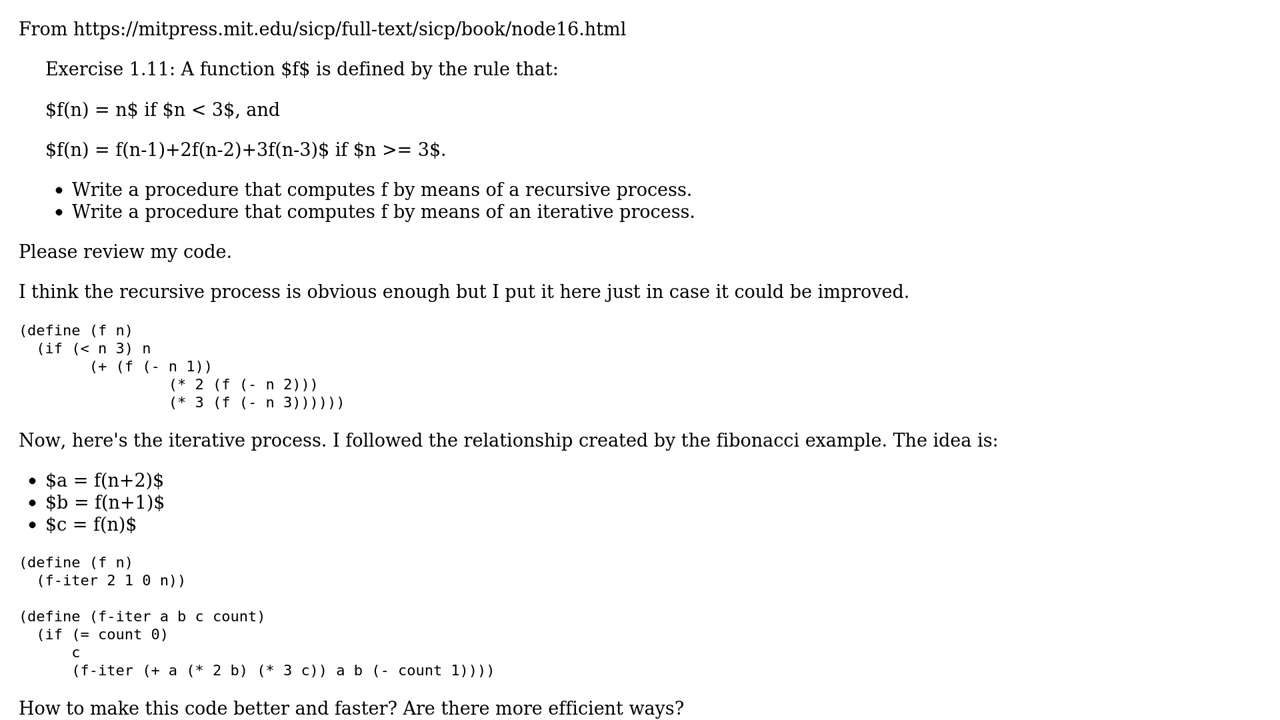 From https://mitpress.mit.edu/sicp/full-text/sicp/book/node16.html
Exercise 1.11: A function $f$ is defined by the rule that:
$f(n) = n$ if $n < 3$, and
$f(n) = f(n-1)+2f(n-2)+3f(n-3)$ if $n >= 3$.
• Write a procedure that computes f by means of a recursive process.
• Write a procedure that computes f by means of an iterative process.
Please review my code.
I think the recursive process is obvious enough but I put it here just in case it could be improved.
(define (f n)
  (if (< n 3) n
        (+ (f (- n 1))
                 (* 2 (f (- n 2)))
                 (* 3 (f (- n 3))))))
Now, here's the iterative process. I followed the relationship created by the fibonacci example. The idea is:
• $a = f(n+2)$
• $b = f(n+1)$
• $c = f(n)$
(define (f n)
  (f-iter 2 1 0 n))
(define (f-iter a b c count)
  (if (= count 0)
      c
      (f-iter (+ a (* 2 b) (* 3 c)) a b (- count 1))))
How to make this code better and faster? Are there more efficient ways?